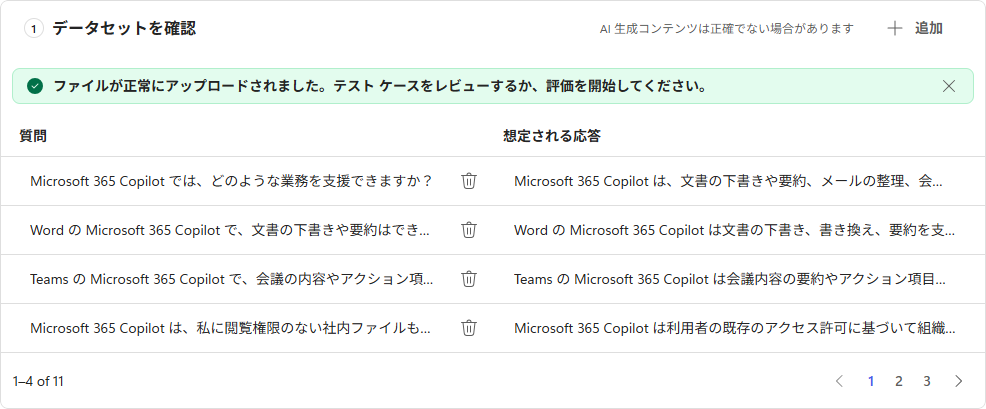 1 データセットを確認
AI 生成コンテンツは正確でない場合があります
追加
ファイルが正常にアップロードされました。テスト ケースをレビューするか、評価を開始してください。
質問 想定される応答
Microsoft 365 Copilot では、どのような業務を支援できますか？ Microsoft 365 Copilot は、文書の下書きや要約、メールの整理、会...
Word の Microsoft 365 Copilot で、文書の下書きや要約はでき... Word の Microsoft 365 Copilot は文書の下書き、書き換え、要約を支...
Teams の Microsoft 365 Copilot で、会議の内容やアクション項... Teams の Microsoft 365 Copilot は会議内容の要約やアクション項目...
Microsoft 365 Copilot は、私に閲覧権限のない社内ファイルも... Microsoft 365 Copilot は利用者の既存のアクセス許可に基づいて組織...
1–4 of 11 1 2 3